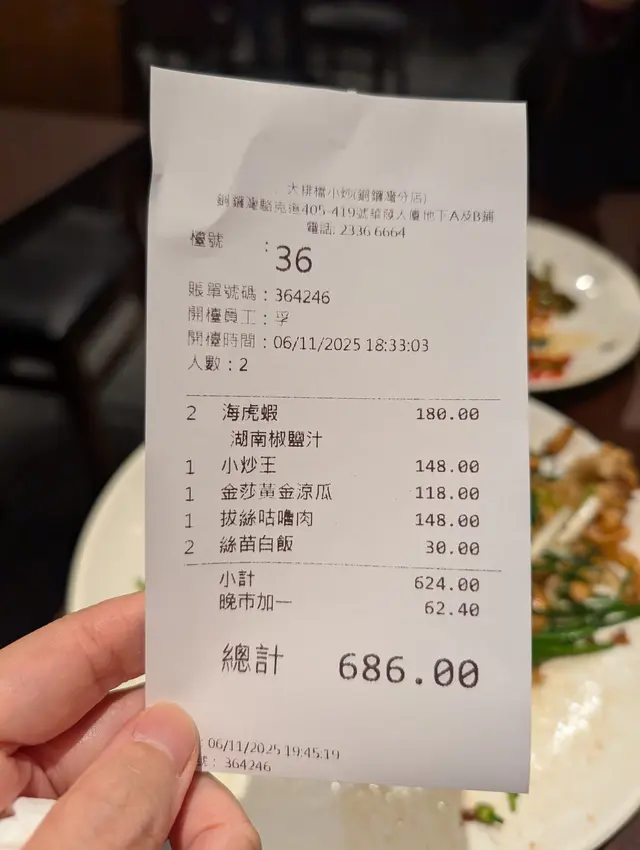 大排檔小炒(銅鑼灣分店)
銅鑼灣駱克道405-419號華陞大廈地下A及B舖
電話: 2336 6664
檯號 : 36
賬單號碼 : 364246
開檯員工 : 孚
開檯時間 : 06/11/2025 18:33:03
人數 : 2
2 海虎蝦 180.00
湖南椒鹽汁
1 小炒王 148.00
1 金莎黃金涼瓜 118.00
1 拔絲咕嚕肉 148.00
2 絲苗白飯 30.00
小計 624.00
晚市加一 62.40
總計 686.00
: 06/11/2025 19:45:19
號 : 364246